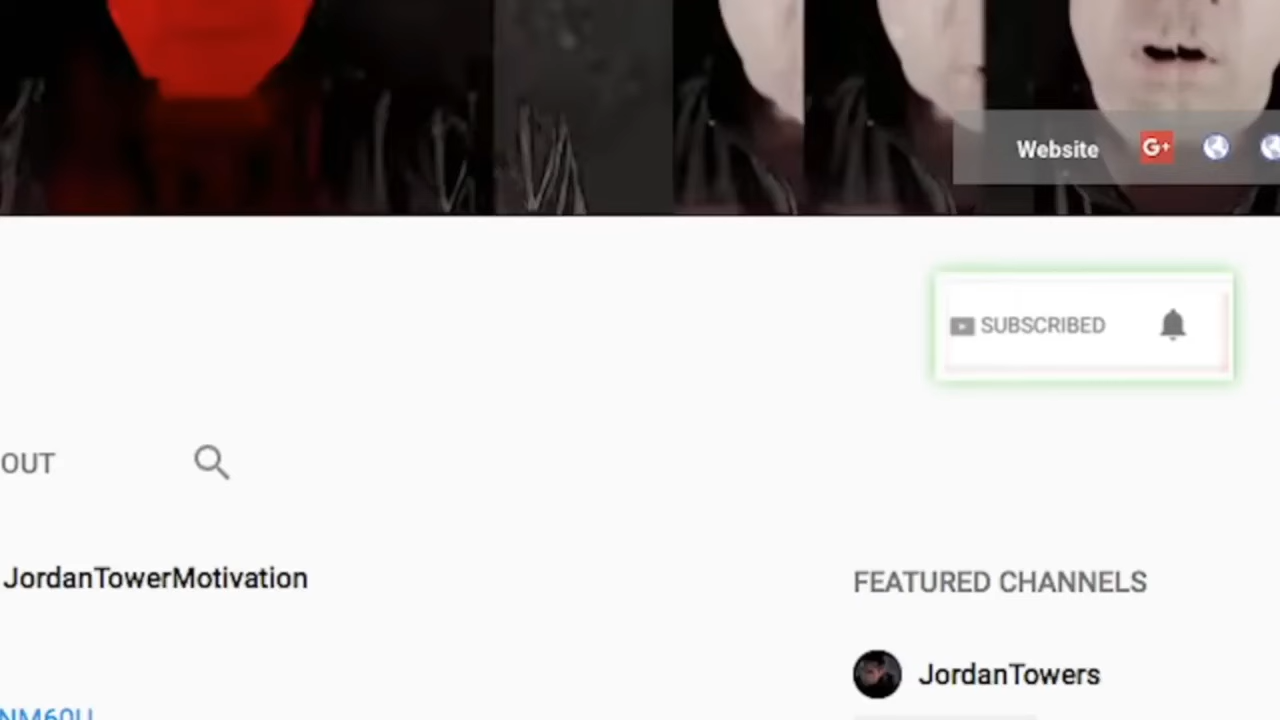 Website G+
SUBSCRIBED
OUT
JordanTowerMotivation
FEATURED CHANNELS
JordanTowers